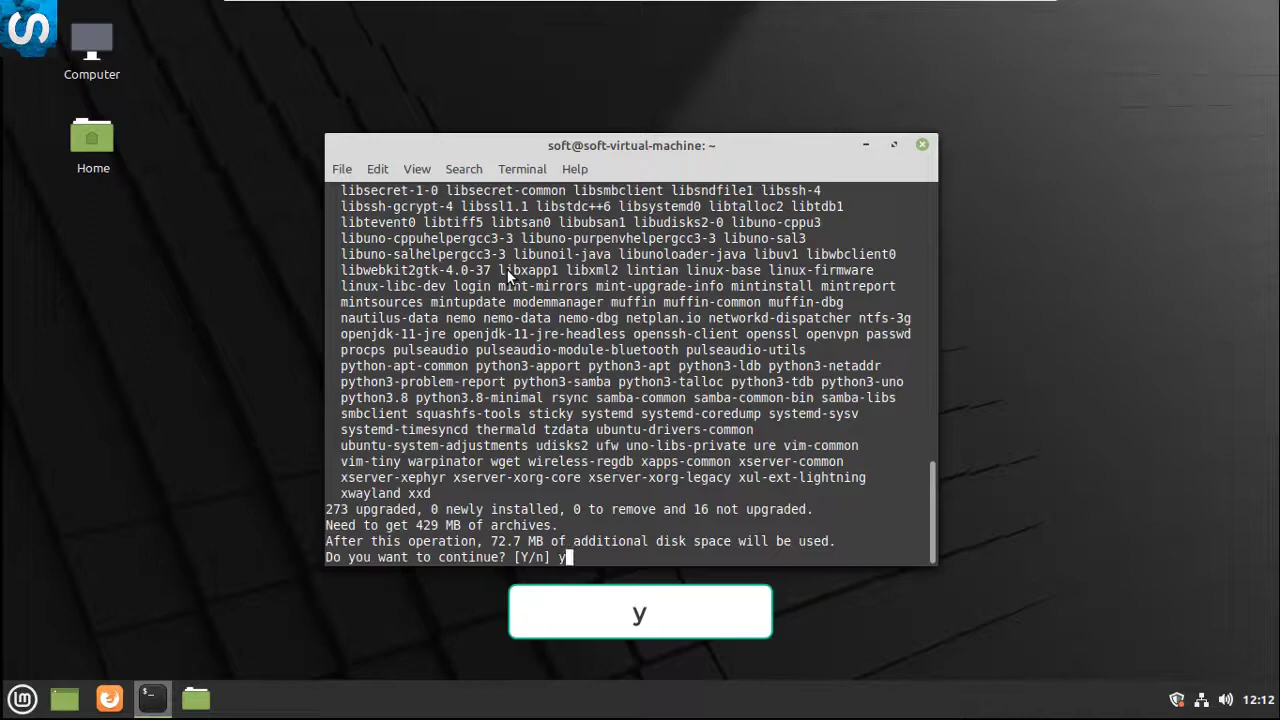 S
Computer
Home
soft@soft-virtual-machine: ~
File Edit View Search Terminal Help
libsecret-1-0 libsecret-common libsmbclient libsndfile1 libssh-4
libssh-gcrypt-4 libssl1.1 libstdc++6 libsystemd0 libtalloc2 libtdb1
libtevent0 libtiff5 libtsan0 libubsan1 libudisks2-0 libuno-cppu3
libuno-cppuhelpergcc3-3 libuno-purpenvhelpergcc3-3 libuno-sal3
libuno-salhelpergcc3-3 libunoil-java libunoloader-java libuv1 libwbclient0
libwebkit2gtk-4.0-37 libxapp1 libxml2 lintian linux-base linux-firmware
linux-libc-dev login mint-mirrors mint-upgrade-info mintinstall mintreport
mintsources mintupdate modemmanager muffin muffin-common muffin-dbg
nautilus-data nemo nemo-data nemo-dbg netplan.io networkd-dispatcher ntfs-3g
openjdk-11-jre openjdk-11-jre-headless openssh-client openssl openvpn passwd
procps pulseaudio pulseaudio-module-bluetooth pulseaudio-utils
python-apt-common python3-apport python3-apt python3-ldb python3-netaddr
python3-problem-report python3-samba python3-talloc python3-tdb python3-uno
python3.8 python3.8-minimal rsync samba-common samba-common-bin samba-libs
smbclient squashfs-tools sticky systemd systemd-coredump systemd-sysv
systemd-timesyncd thermald tzdata ubuntu-drivers-common
ubuntu-system-adjustments udisks2 ufw uno-libs-private ure vim-common
vim-tiny warpinator wget wireless-regdb xapps-common xserver-common
xserver-xephyr xserver-xorg-core xserver-xorg-legacy xul-ext-lightning
xwayland xxd
273 upgraded, 0 newly installed, 0 to remove and 16 not upgraded.
Need to get 429 MB of archives.
After this operation, 72.7 MB of additional disk space will be used.
Do you want to continue? [Y/n] y
y
12:12